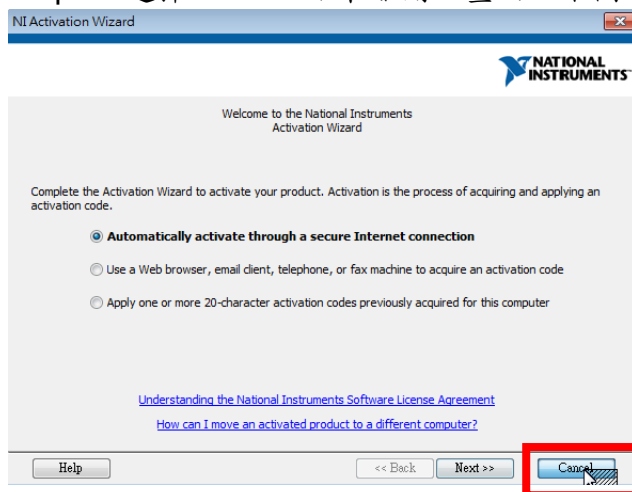 NI Activation Wizard
NATIONAL
INSTRUMENTS
Welcome to the National Instruments
Activation Wizard
Complete the Activation Wizard to activate your product. Activation is the process of acquiring and applying an
activation code.
Automatically activate through a secure Internet connection
Use a Web browser, email client, telephone, or fax machine to acquire an activation code
Apply one or more 20-character activation codes previously acquired for this computer
Understanding the National Instruments Software License Agreement
How can I move an activated product to a different computer?
Help
<< Back
Next >>
Cancel